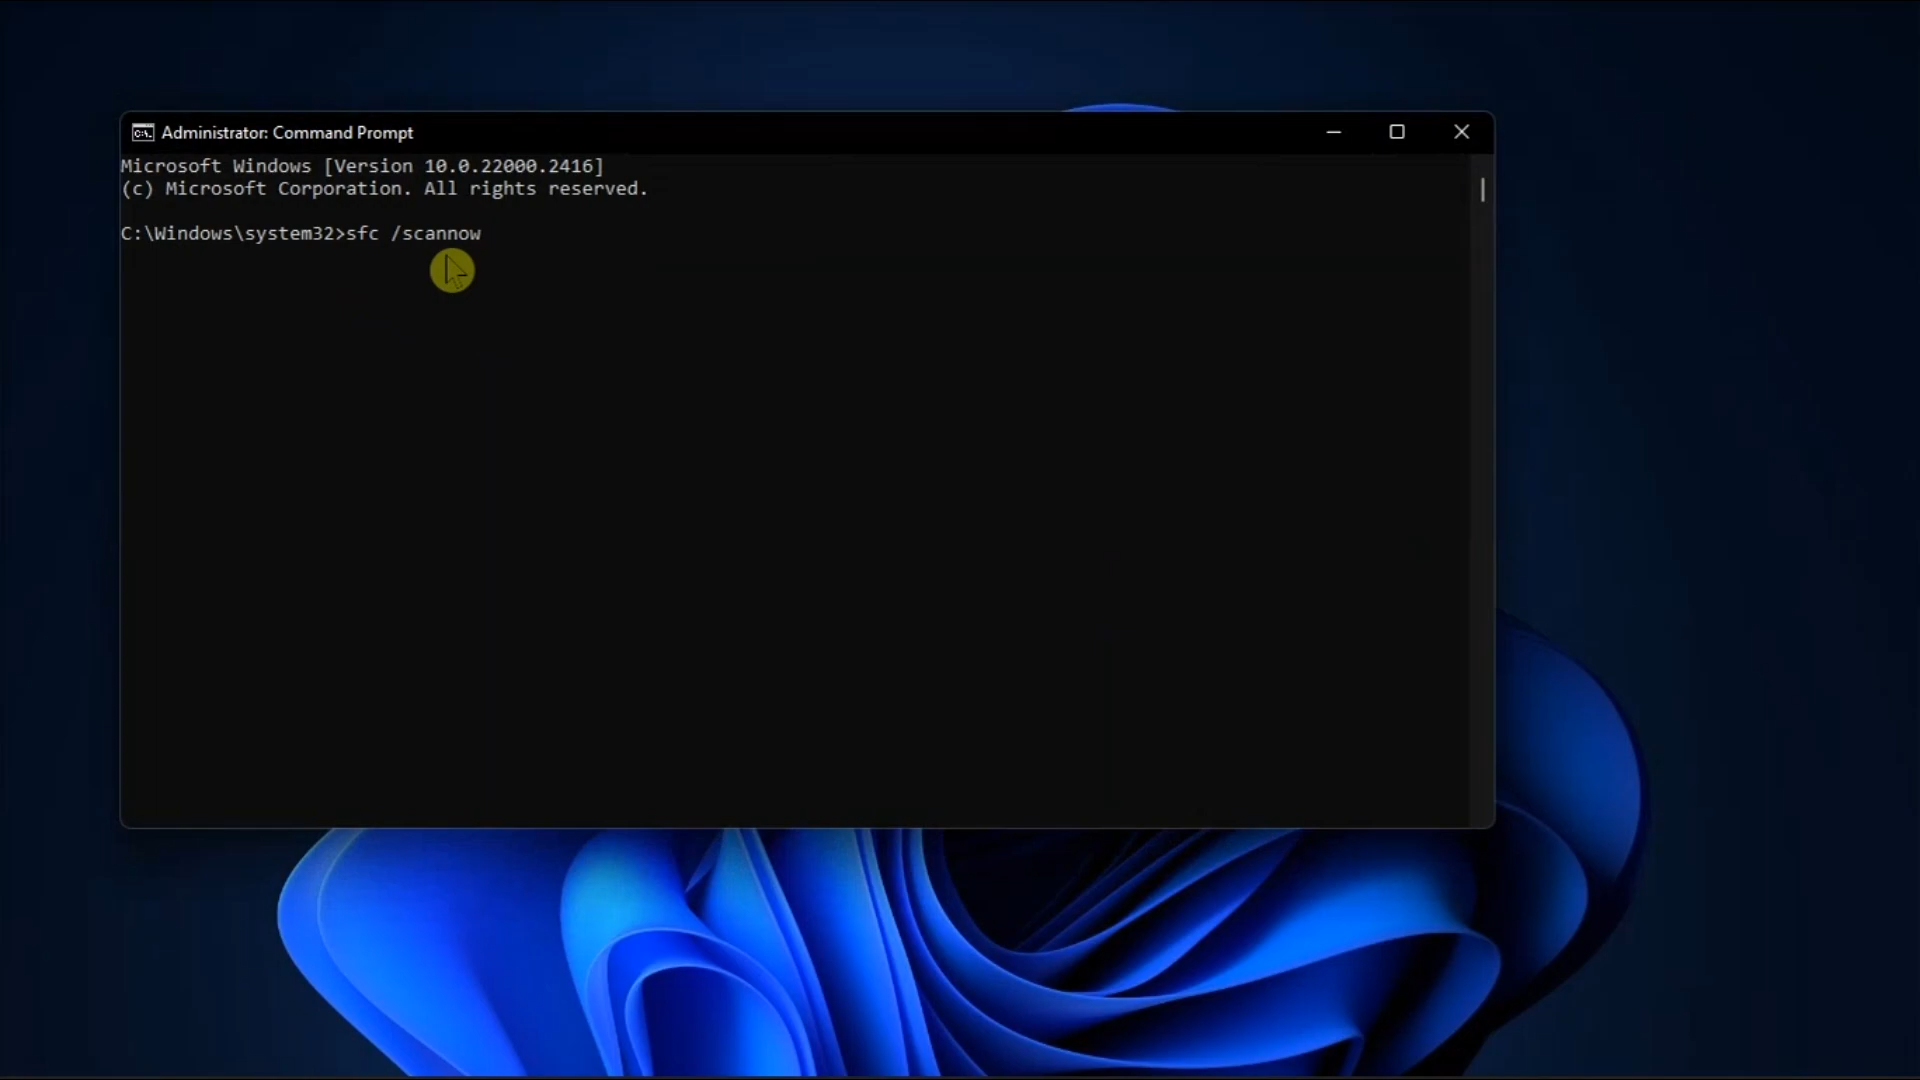 Administrator: Command Prompt
Microsoft Windows [Version 10.0.22000.2416]
(c) Microsoft Corporation. All rights reserved.
C:\Windows\system32>sfc /scannow